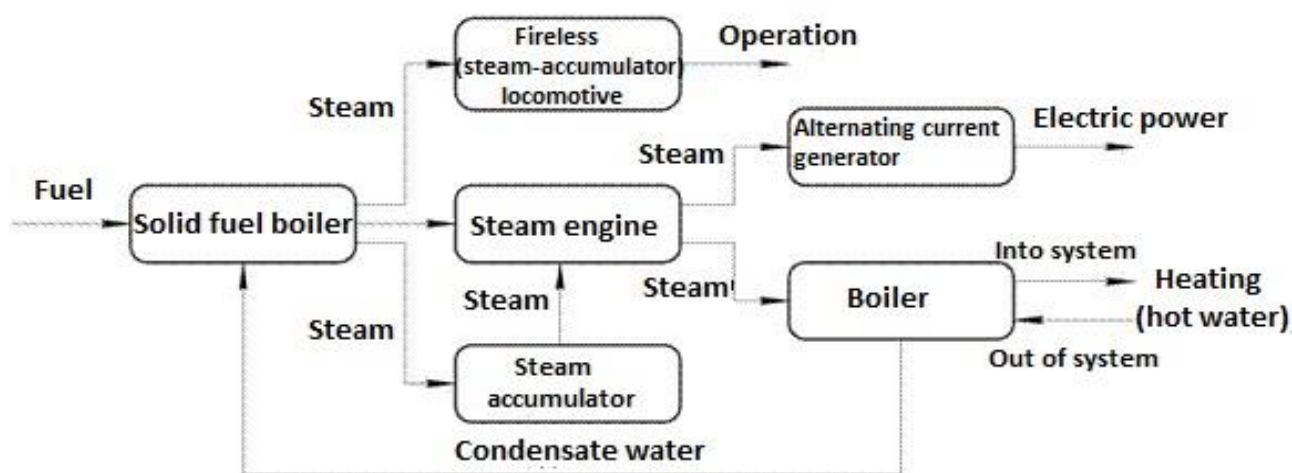 Fireless
(steam-accumulator)
locomotive
Operation
Steam
Alternating current
generator
Electric power
Steam
Fuel
Solid fuel boiler
Steam engine
Into system
Steam
Boiler
Heating
(hot water)
Steam
Steam
Out of system
Steam
accumulator
Condensate water